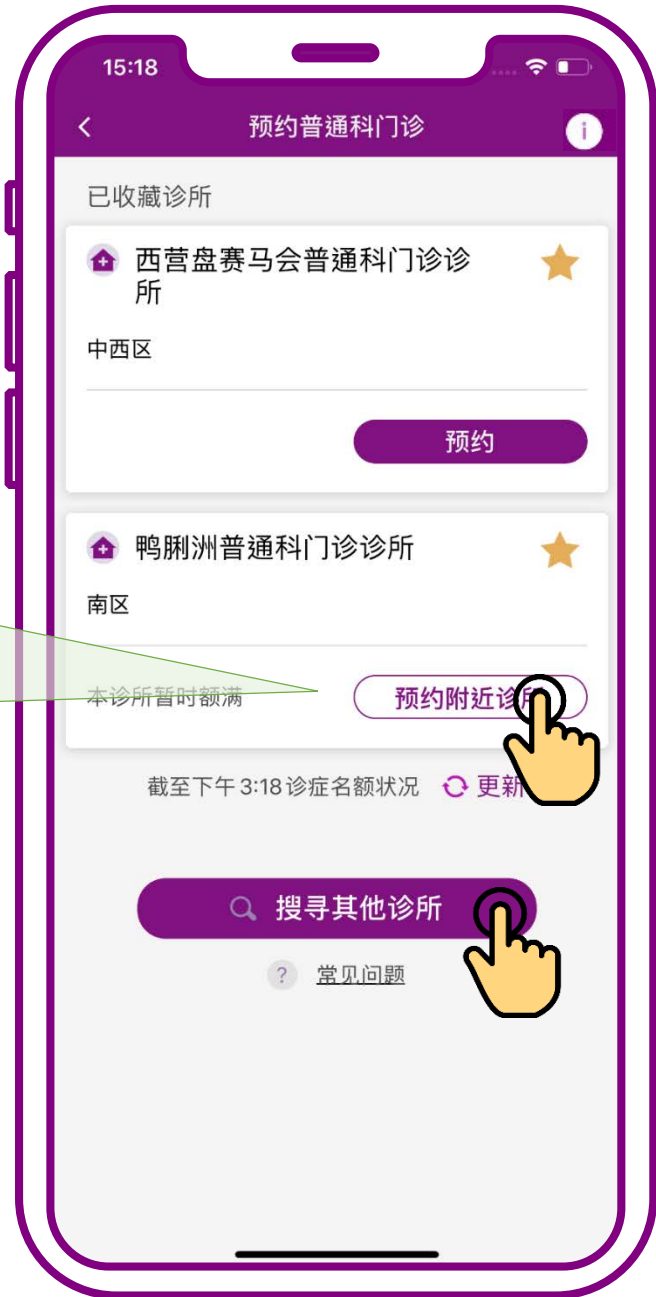 15:18
预约普通科门诊
i
已收藏诊所
西营盘赛马会普通科门诊诊
所
中西区
预约
鸭脷洲普通科门诊诊所
南区
本诊所暂时额满
预约附近诊所
截至下午3:18诊症名额状况 更新
搜寻其他诊所
? 常见问题